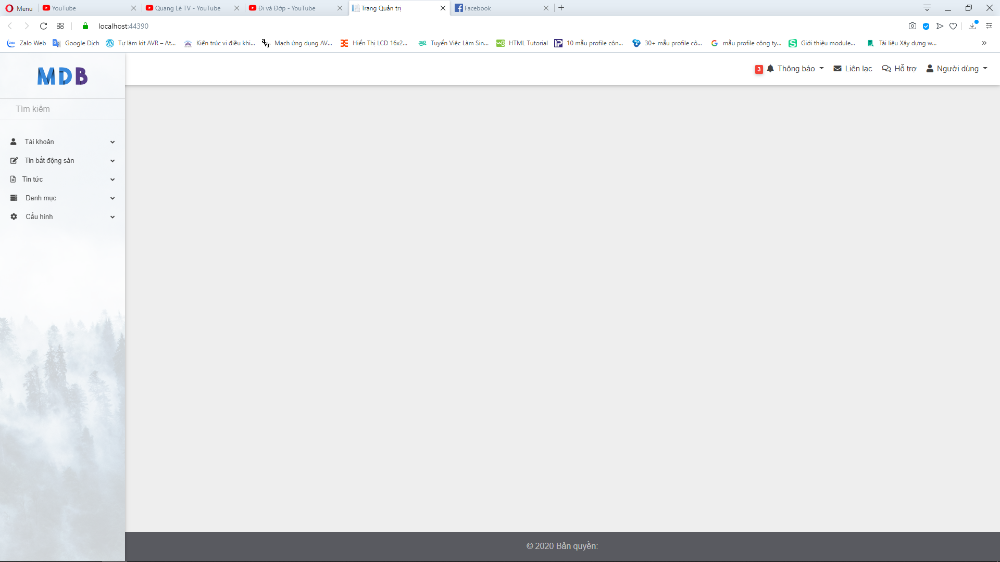 Menu
YouTube
Quang Lê TV - YouTube
Đi và Đớp - YouTube
Trang Quản trị
Facebook
localhost:44390
Zalo Web
Google Dịch
Tự làm kit AVR – At...
Kiến trúc vi điều khi...
Mạch ứng dụng AV...
Hiển Thị LCD 16x2...
Tuyển Việc Làm Sin...
HTML Tutorial
10 mẫu profile côn...
30+ mẫu profile cô...
mẫu profile công ty...
Giới thiệu module...
Tài liệu Xây dựng w...
MDB
3 Thông báo
Liên lạc
Hỗ trợ
Người dùng
Tìm kiếm
Tài khoản
Tin bất động sản
Tin tức
Danh mục
Cấu hình
© 2020 Bản quyền: